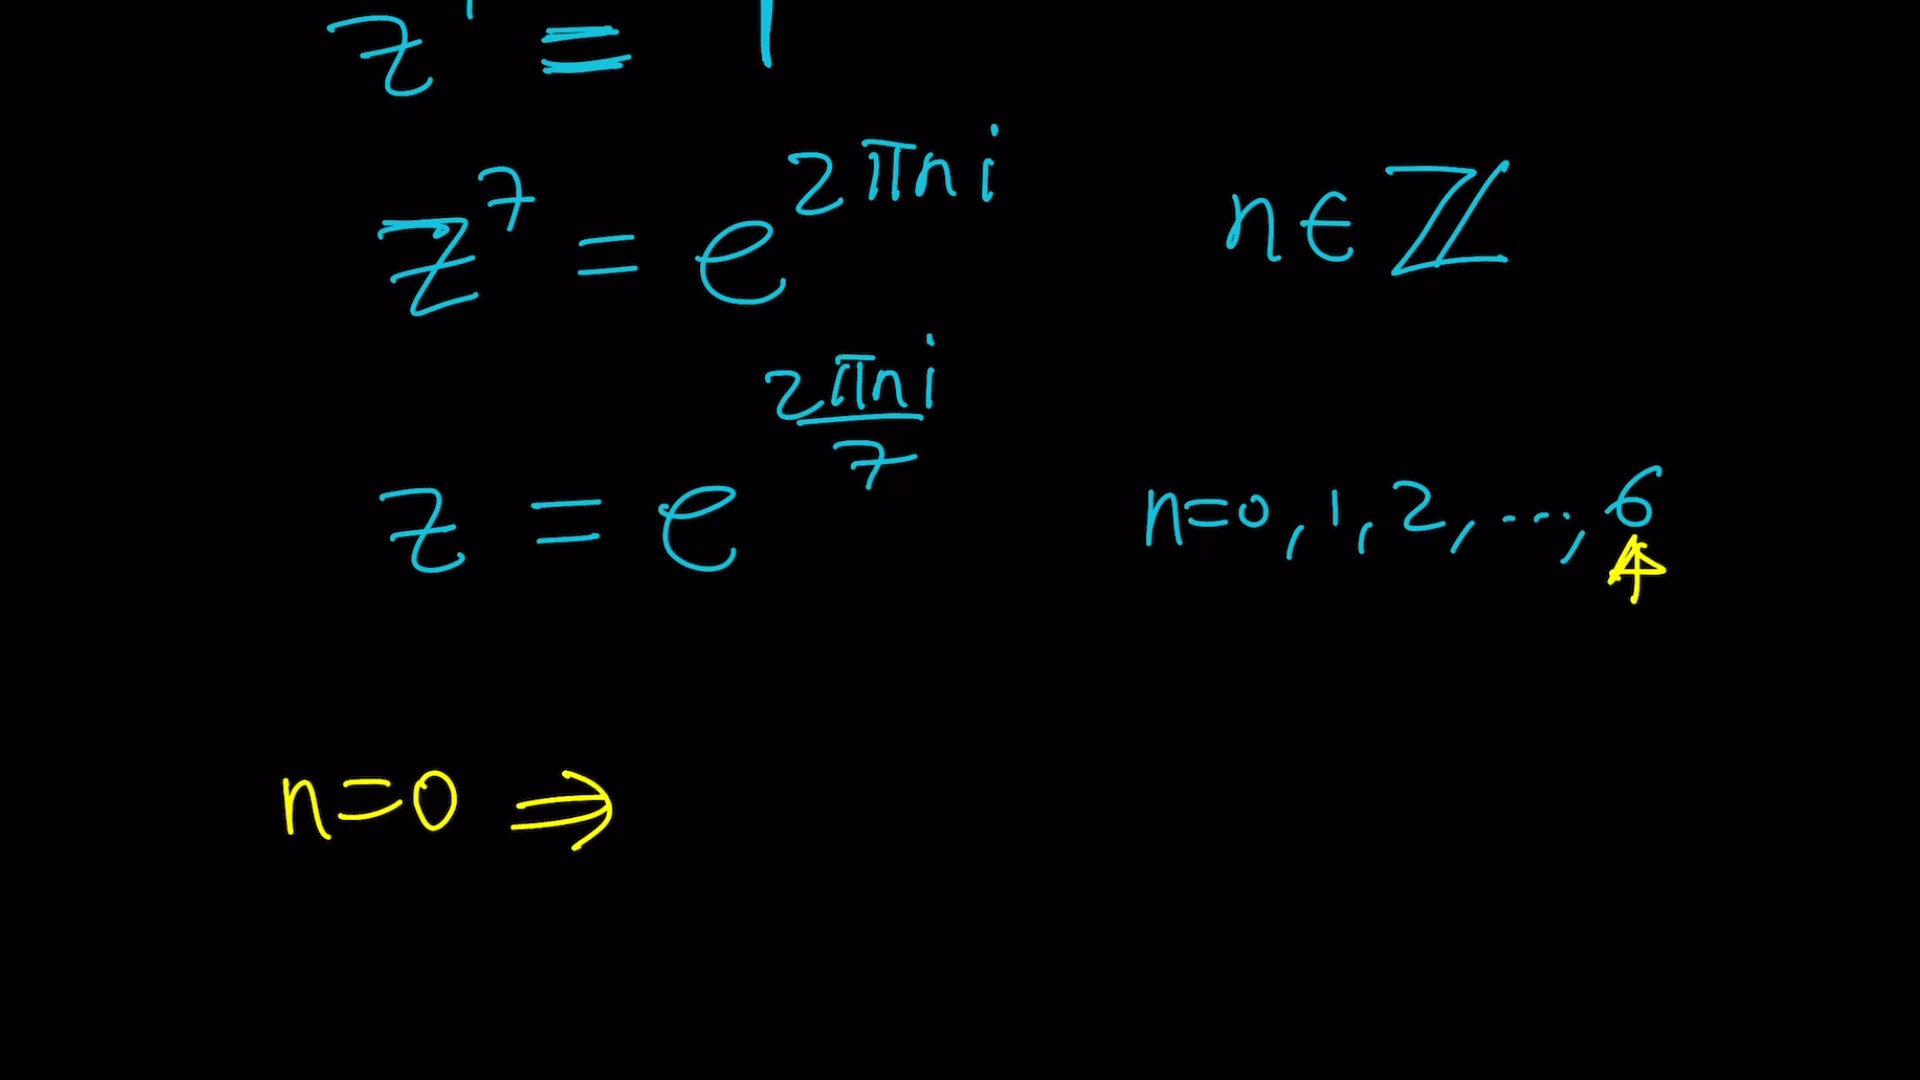 z⁷ = 1
z⁷ = e^{2πni} n ∈ ℤ
z = e^{2πni/7} n=0, 1, 2, ..., 6
n=0 ⇒